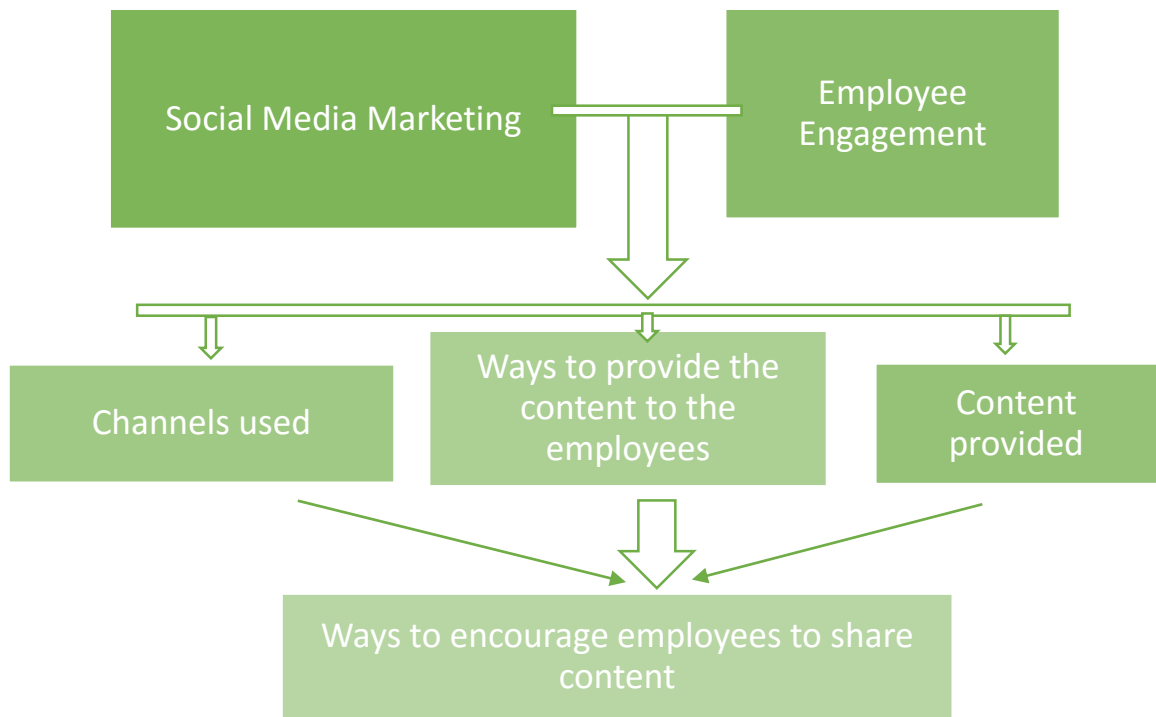 Social Media Marketing
Employee
Engagement
Channels used
Ways to provide the
content to the
employees
Content
provided
Ways to encourage employees to share
content